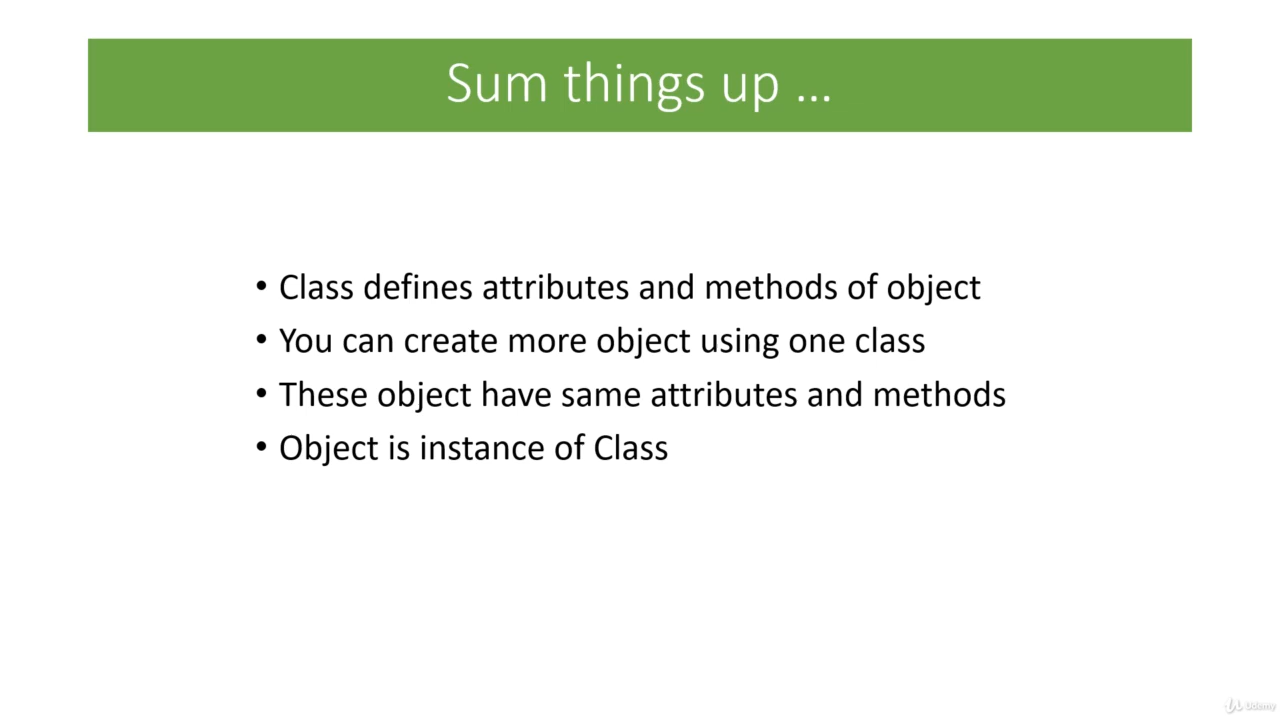 Sum things up ...
• Class defines attributes and methods of object
• You can create more object using one class
• These object have same attributes and methods
• Object is instance of Class
Udemy